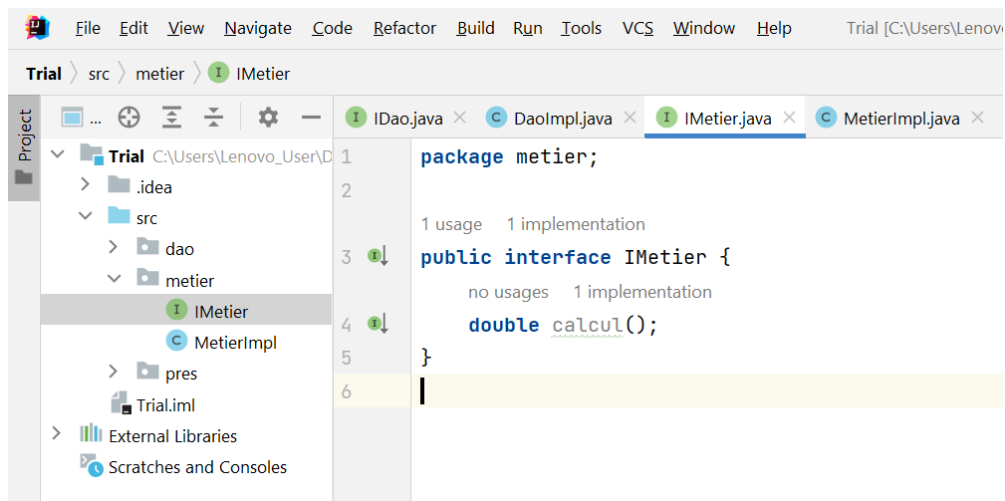 File Edit View Navigate Code Refactor Build Run Tools VCS Window Help Trial [C:\Users\Lenovo
Trial src metier I IMetier
Project
...
I IDao.java C DaoImpl.java I IMetier.java C MetierImpl.java
Trial C:\Users\Lenovo_User\D
.idea
src
dao
metier
I IMetier
C MetierImpl
pres
Trial.iml
External Libraries
Scratches and Consoles
1 package metier;
2
1 usage 1 implementation
3 public interface IMetier {
no usages 1 implementation
4 double calcul();
5 }
6